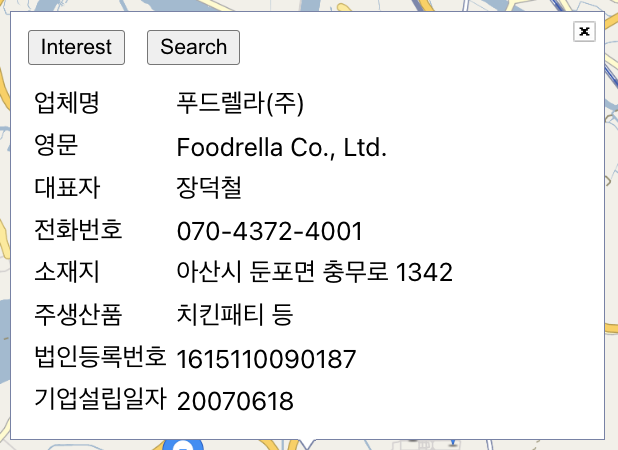 Interest Search
업체명 푸드렐라(주)
영문 Foodrella Co., Ltd.
대표자 장덕철
전화번호 070-4372-4001
소재지 아산시 둔포면 충무로 1342
주생산품 치킨패티 등
법인등록번호 1615110090187
기업설립일자 20070618